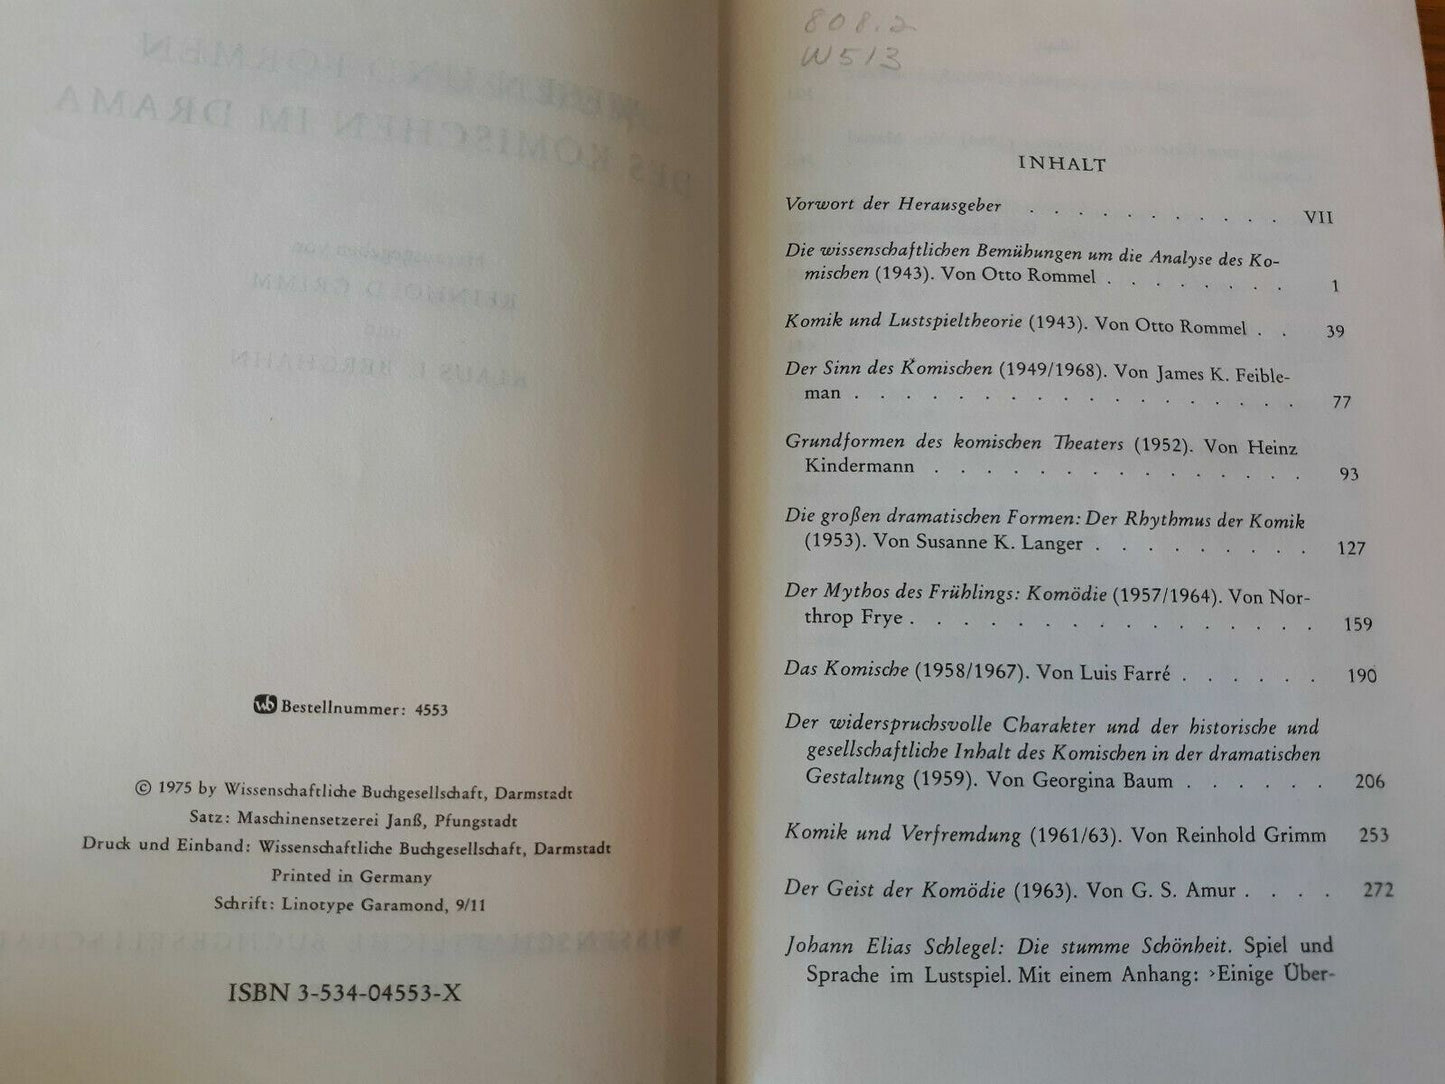 Bestellnummer: 4553
© 1975 by Wissenschaftliche Buchgesellschaft, Darmstadt
Satz: Maschinensetzerei Janß, Pfungstadt
Druck und Einband: Wissenschaftliche Buchgesellschaft, Darmstadt
Printed in Germany
Schrift: Linotype Garamond, 9/11
ISBN 3-534-04553-X
808.2
W513
INHALT
Vorwort der Herausgeber . . . . . . . . . . . VII
Die wissenschaftlichen Bemühungen um die Analyse des Ko-
mischen (1943). Von Otto Rommel . . . . . . . . 1
Komik und Lustspieltheorie (1943). Von Otto Rommel . . 39
Der Sinn des Komischen (1949/1968). Von James K. Feible-
man . . . . . . . . . . . . . . . . . . 77
Grundformen des komischen Theaters (1952). Von Heinz
Kindermann . . . . . . . . . . . . . . . 93
Die großen dramatischen Formen: Der Rhythmus der Komik
(1953). Von Susanne K. Langer . . . . . . . . . 127
Der Mythos des Frühlings: Komödie (1957/1964). Von Nor-
throp Frye . . . . . . . . . . . . . . . . 159
Das Komische (1958/1967). Von Luis Farré . . . . . . 190
Der widerspruchsvolle Charakter und der historische und
gesellschaftliche Inhalt des Komischen in der dramatischen
Gestaltung (1959). Von Georgina Baum . . . . . . 206
Komik und Verfremdung (1961/63). Von Reinhold Grimm 253
Der Geist der Komödie (1963). Von G. S. Amur . . . . 272
Johann Elias Schlegel: Die stumme Schönheit. Spiel und
Sprache im Lustspiel. Mit einem Anhang: ›Einige Über-